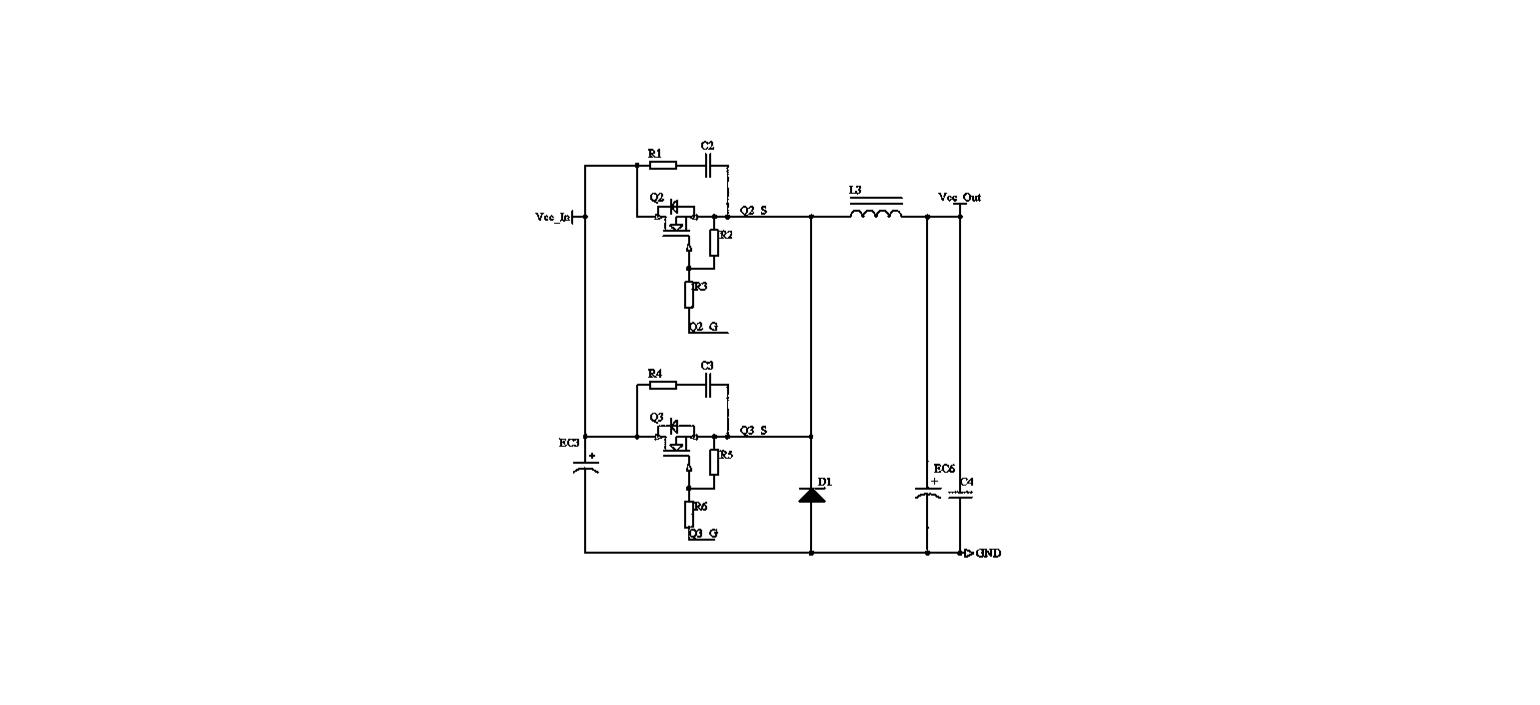 C2
R1
L3
Q2
Vcc_Out
Vcc_In
Q2_S
R2
R3
Q2_G
C3
R4
Q3
Q3_S
EC3
+
R5
EC6
+
D1
C4
R6
Q3_G
GND